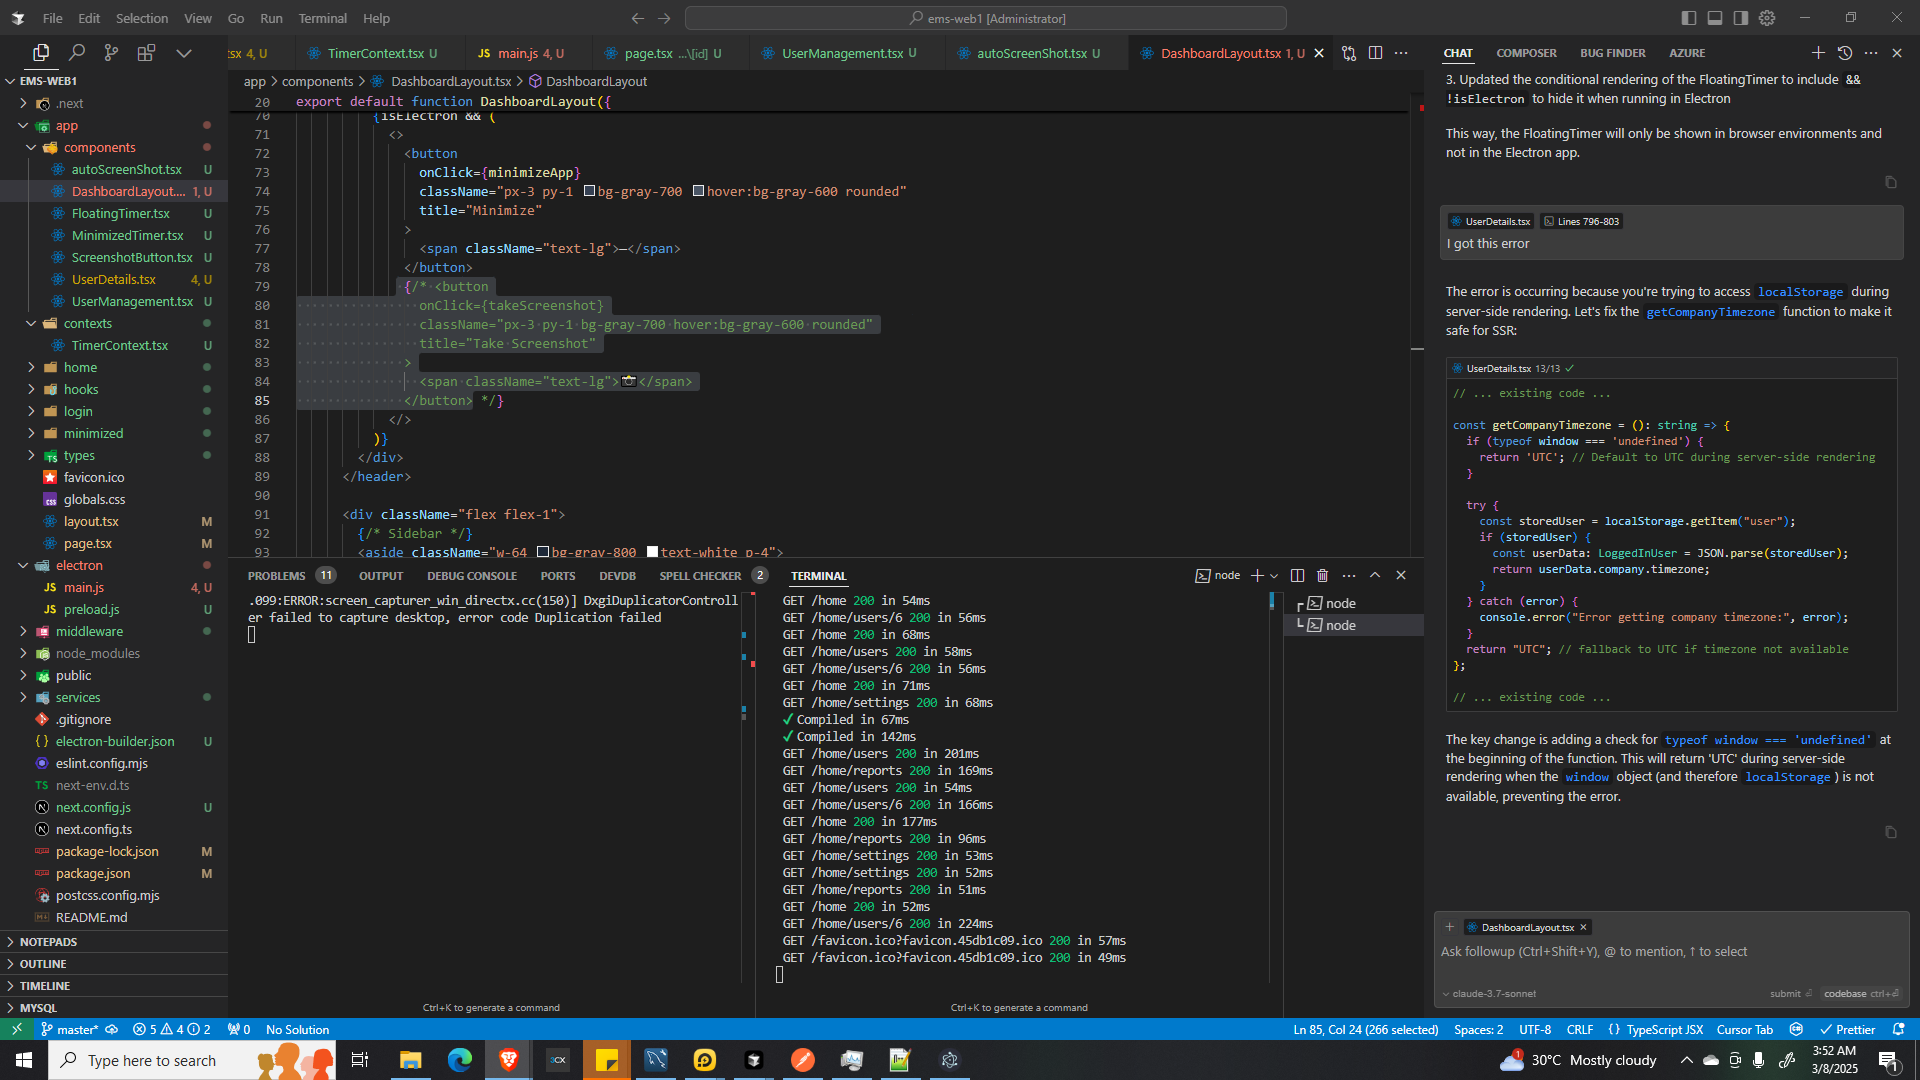 File Edit Selection View Go Run Terminal Help
ems-web1 [Administrator]
EMS-WEB1
.next
app
components
autoScreenShot.tsx U
DashboardLayout.... 1, U
FloatingTimer.tsx U
MinimizedTimer.tsx U
ScreenshotButton.tsx U
UserDetails.tsx 4, U
UserManagement.tsx U
contexts
TimerContext.tsx U
home
hooks
login
minimized
types
favicon.ico
globals.css
layout.tsx M
page.tsx M
electron
main.js 4, U
preload.js U
middleware
node_modules
public
services
.gitignore
electron-builder.json U
eslint.config.mjs
next-env.d.ts
next.config.js U
next.config.ts
package-lock.json M
package.json M
postcss.config.mjs
README.md
NOTEPADS
OUTLINE
TIMELINE
MYSQL
tsx 4, U TimerContext.tsx U JS main.js 4, U page.tsx ...\[id] U UserManagement.tsx U autoScreenShot.tsx U DashboardLayout.tsx 1, U
app > components > DashboardLayout.tsx > DashboardLayout
20 export default function DashboardLayout({
70 {isElectron && (
71 <>
72 <button
73 onClick={minimizeApp}
74 className="px-3 py-1 bg-gray-700 hover:bg-gray-600 rounded"
75 title="Minimize"
76 >
77 <span className="text-lg">−</span>
78 </button>
79 {/* <button
80 onClick={takeScreenshot}
81 className="px-3 py-1 bg-gray-700 hover:bg-gray-600 rounded"
82 title="Take Screenshot"
83 >
84 <span className="text-lg">📷</span>
85 </button> */}
86 </>
87 )}
88 </div>
89 </header>
90
91 <div className="flex flex-1">
92 {/* Sidebar */}
93 <aside className="w-64 bg-gray-800 text-white p-4">
PROBLEMS 11 OUTPUT DEBUG CONSOLE PORTS DEVDB SPELL CHECKER 2 TERMINAL
node
.099:ERROR:screen_capturer_win_directx.cc(150)] DxgiDuplicatorControll
er failed to capture desktop, error code Duplication failed
GET /home 200 in 54ms
GET /home/users/6 200 in 56ms
GET /home 200 in 68ms
GET /home/users 200 in 58ms
GET /home/users/6 200 in 56ms
GET /home 200 in 71ms
GET /home/settings 200 in 68ms
✓ Compiled in 67ms
✓ Compiled in 142ms
GET /home/users 200 in 201ms
GET /home/reports 200 in 169ms
GET /home/users 200 in 54ms
GET /home/users/6 200 in 166ms
GET /home 200 in 177ms
GET /home/reports 200 in 96ms
GET /home/settings 200 in 53ms
GET /home/settings 200 in 52ms
GET /home/reports 200 in 51ms
GET /home 200 in 52ms
GET /home/users/6 200 in 224ms
GET /favicon.ico?favicon.45db1c09.ico 200 in 57ms
GET /favicon.ico?favicon.45db1c09.ico 200 in 49ms
node
node
Ctrl+K to generate a command
Ctrl+K to generate a command
CHAT COMPOSER BUG FINDER AZURE
3. Updated the conditional rendering of the FloatingTimer to include &&
!isElectron to hide it when running in Electron
This way, the FloatingTimer will only be shown in browser environments and
not in the Electron app.
UserDetails.tsx Lines 796-803
I got this error
The error is occurring because you're trying to access localStorage during
server-side rendering. Let's fix the getCompanyTimezone function to make it
safe for SSR:
UserDetails.tsx 13/13 ✓
// ... existing code ...
const getCompanyTimezone = (): string => {
if (typeof window === 'undefined') {
return 'UTC'; // Default to UTC during server-side rendering
}
try {
const storedUser = localStorage.getItem("user");
if (storedUser) {
const userData: LoggedInUser = JSON.parse(storedUser);
return userData.company.timezone;
}
} catch (error) {
console.error("Error getting company timezone:", error);
}
return "UTC"; // fallback to UTC if timezone not available
};
// ... existing code ...
The key change is adding a check for typeof window === 'undefined' at
the beginning of the function. This will return 'UTC' during server-side
rendering when the window object (and therefore localStorage ) is not
available, preventing the error.
DashboardLayout.tsx ×
Ask followup (Ctrl+Shift+Y), @ to mention, ↑ to select
claude-3.7-sonnet submit codebase ctrl+
master* 5 4 2 0 No Solution
Ln 85, Col 24 (266 selected) Spaces: 2 UTF-8 CRLF {} TypeScript JSX Cursor Tab Prettier
Type here to search
30°C Mostly cloudy
3:52 AM
3/8/2025